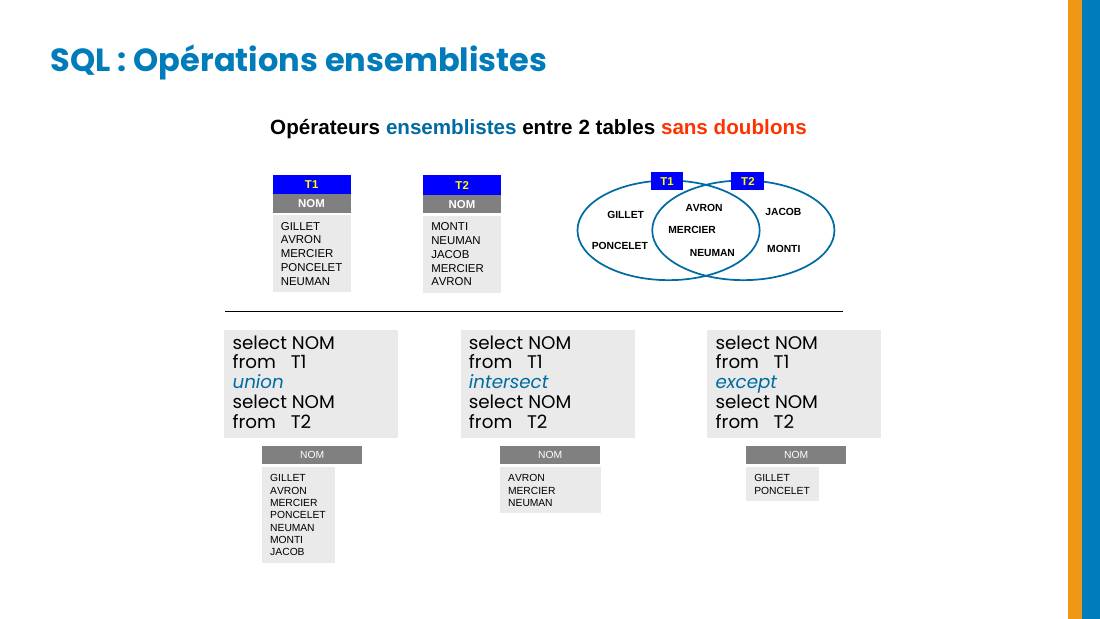 SQL : Opérations ensemblistes
Opérateurs ensemblistes entre 2 tables sans doublons
T1
NOM
GILLET
AVRON
MERCIER
PONCELET
NEUMAN
T2
NOM
MONTI
NEUMAN
JACOB
MERCIER
AVRON
T1
T2
GILLET
PONCELET
AVRON
MERCIER
NEUMAN
JACOB
MONTI
select NOM
from T1
union
select NOM
from T2
NOM
GILLET
AVRON
MERCIER
PONCELET
NEUMAN
MONTI
JACOB
select NOM
from T1
intersect
select NOM
from T2
NOM
AVRON
MERCIER
NEUMAN
select NOM
from T1
except
select NOM
from T2
NOM
GILLET
PONCELET